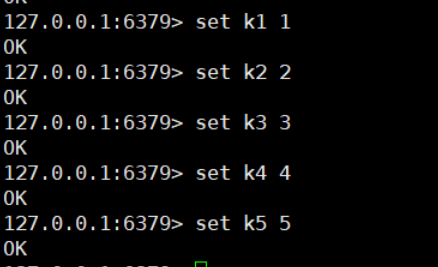 127.0.0.1:6379> set k1 1
OK
127.0.0.1:6379> set k2 2
OK
127.0.0.1:6379> set k3 3
OK
127.0.0.1:6379> set k4 4
OK
127.0.0.1:6379> set k5 5
OK